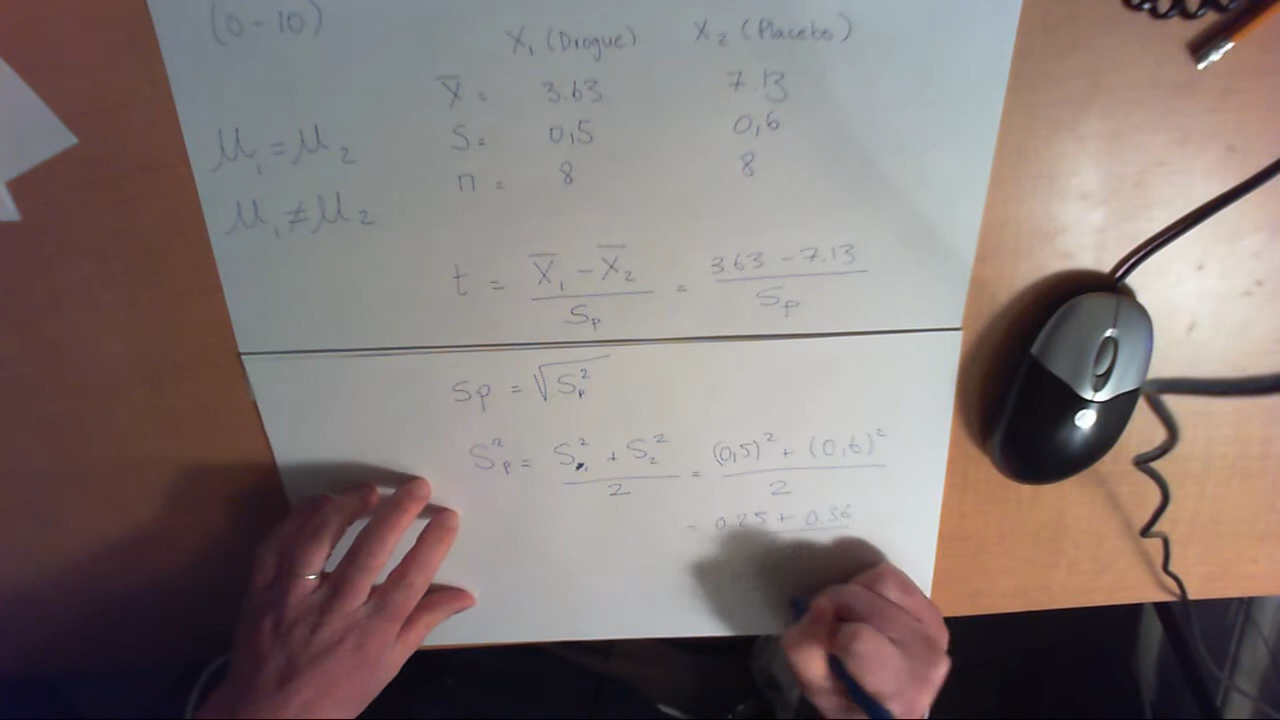 (0-10)
X₁ (Drogue) X₂ (Placebo)
X̄ = 3.63 7.13
S = 0,5 0,6
n = 8 8
μ₁ = μ₂
μ₁ ≠ μ₂
t = (X̄₁ - X̄₂)/Sₚ = (3.63 - 7.13)/Sₚ
Sp = √Sₚ²
Sₚ² = (S₁² + S₂²)/2 = ((0,5)² + (0,6)²)/2
= 0.25 + 0.36